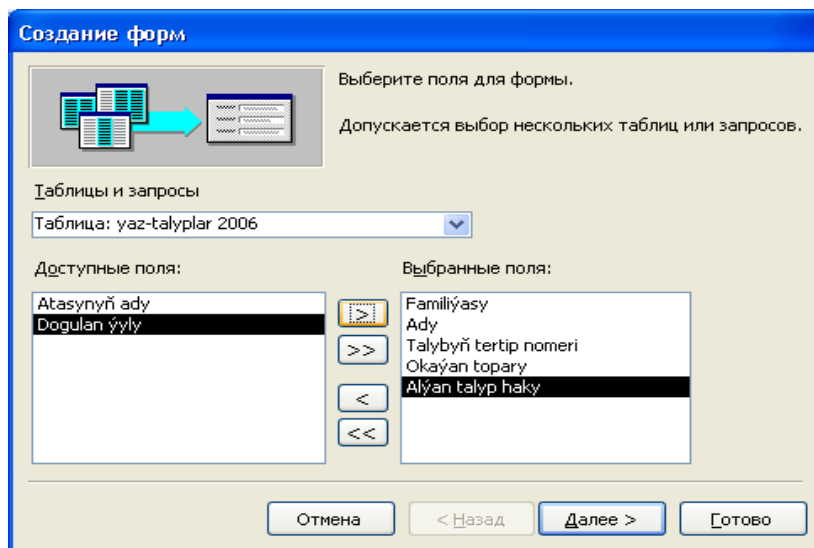 Создание форм
Выберите поля для формы.
Допускается выбор нескольких таблиц или запросов.
Таблицы и запросы
Таблица: yaz-talyplar 2006
Доступные поля:
Выбранные поля:
Atasynyň ady
Dogulan ýyly
>
>>
<
<<
Familiýasy
Ady
Talybyň tertip nomeri
Okaýan topary
Alýan talyp haky
Отмена
< Назад
Далее >
Готово